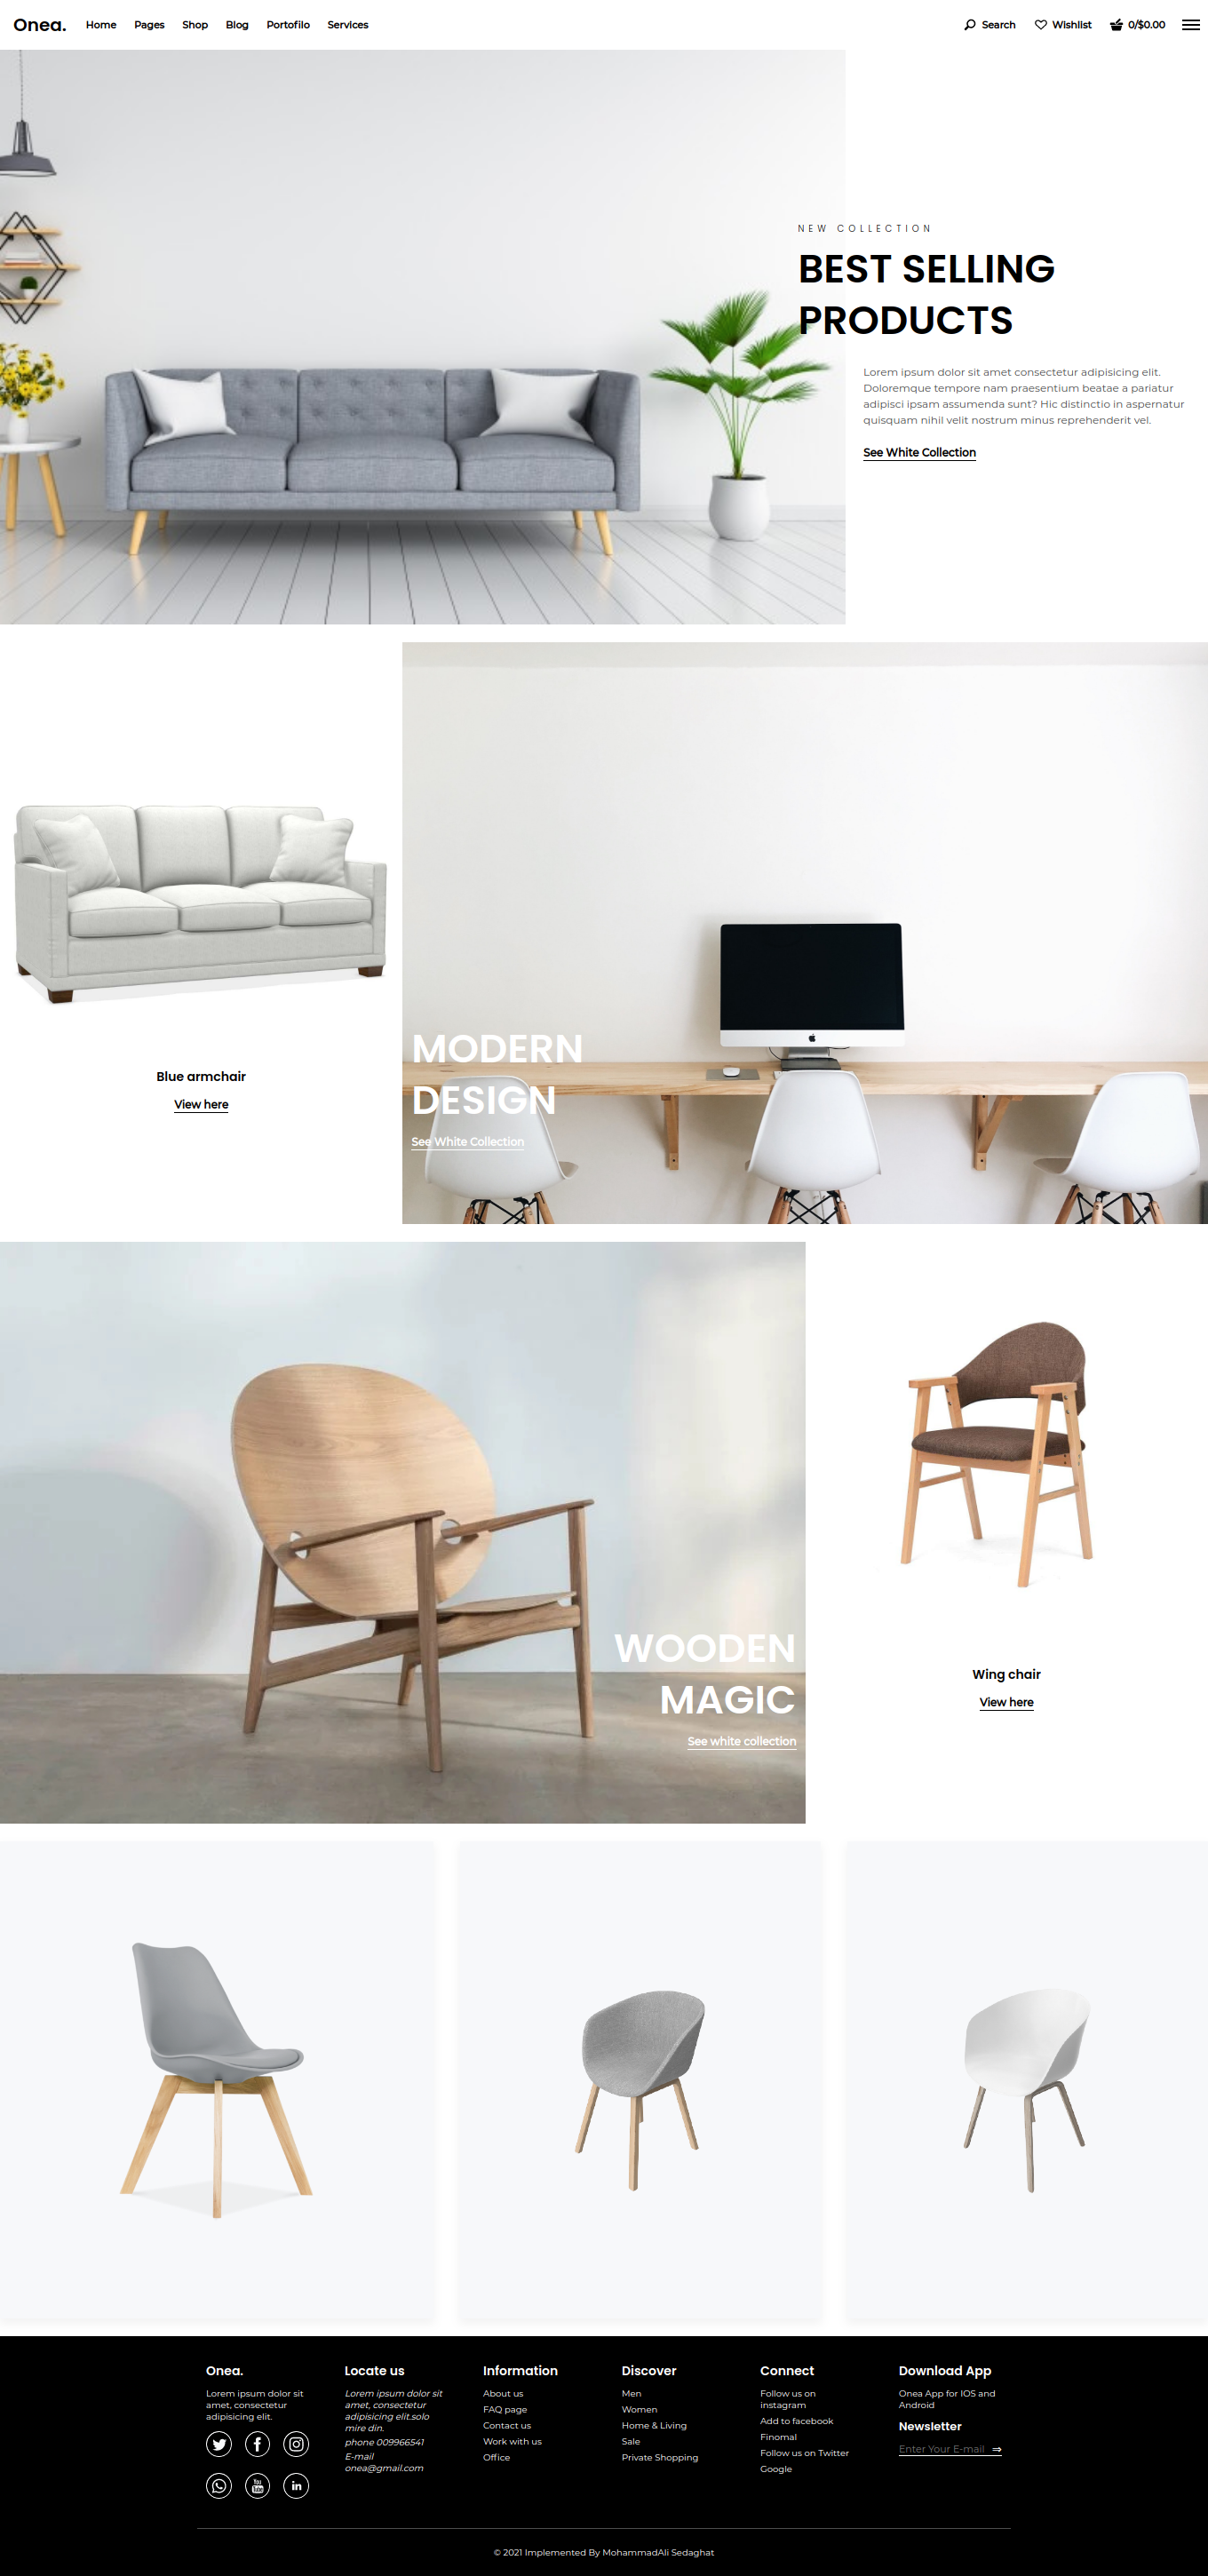 Onea. Home Pages Shop Blog Portofilo Services Search Wishlist 0/$0.00
NEW COLLECTION
BEST SELLING
PRODUCTS
Lorem ipsum dolor sit amet consectetur adipisicing elit.
Doloremque tempore nam praesentium beatae a pariatur
adipisci ipsam assumenda sunt? Hic distinctio in aspernatur
quisquam nihil velit nostrum minus reprehenderit vel.
See White Collection
Blue armchair
View here
MODERN
DESIGN
See White Collection
WOODEN
MAGIC
See white collection
Wing chair
View here
Onea.
Lorem ipsum dolor sit
amet, consectetur
adipisicing elit.
You
Tube
in
Locate us
Lorem ipsum dolor sit
amet, consectetur
adipisicing elit.solo
mire din.
phone 009966541
E-mail
onea@gmail.com
Information
About us
FAQ page
Contact us
Work with us
Office
Discover
Men
Women
Home & Living
Sale
Private Shopping
Connect
Follow us on
instagram
Add to facebook
Finomal
Follow us on Twitter
Google
Download App
Onea App for IOS and
Android
Newsletter
Enter Your E-mail ⇒
© 2021 Implemented By MohammadAli Sedaghat